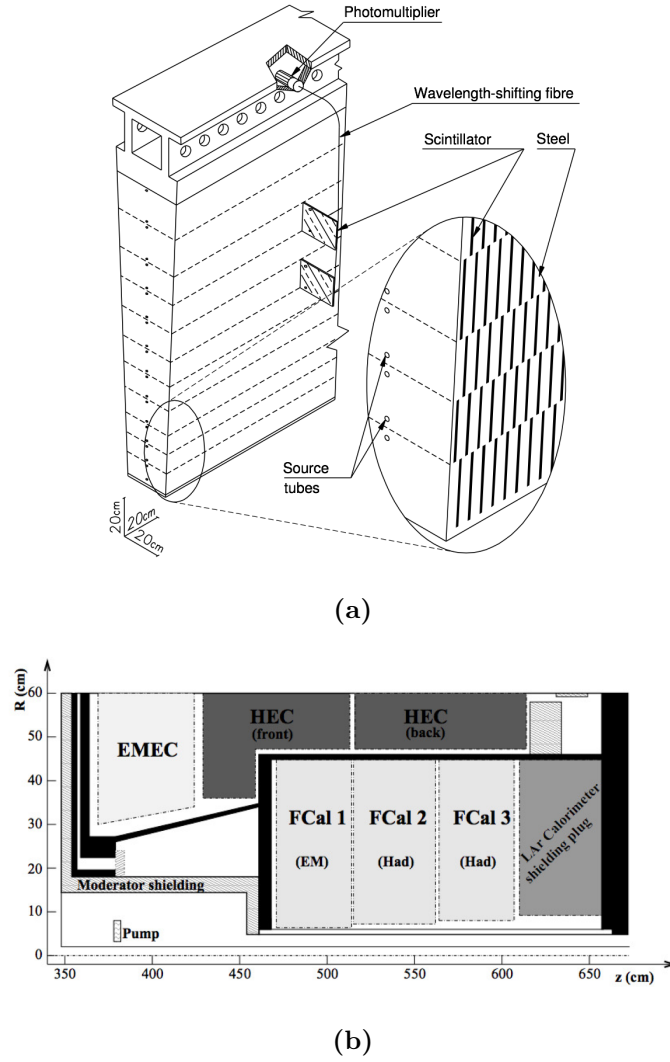 Photomultiplier
Wavelength-shifting fibre
Scintillator
Steel
Source
tubes
20cm
20cm
20cm
(a)
R (cm)
60
50
40
30
20
10
0
EMEC
HEC
(front)
HEC
(back)
FCal 1
(EM)
FCal 2
(Had)
FCal 3
(Had)
LAr Calorimeter
shielding plug
Moderator shielding
Pump
350
400
450
500
550
600
650
z (cm)
(b)